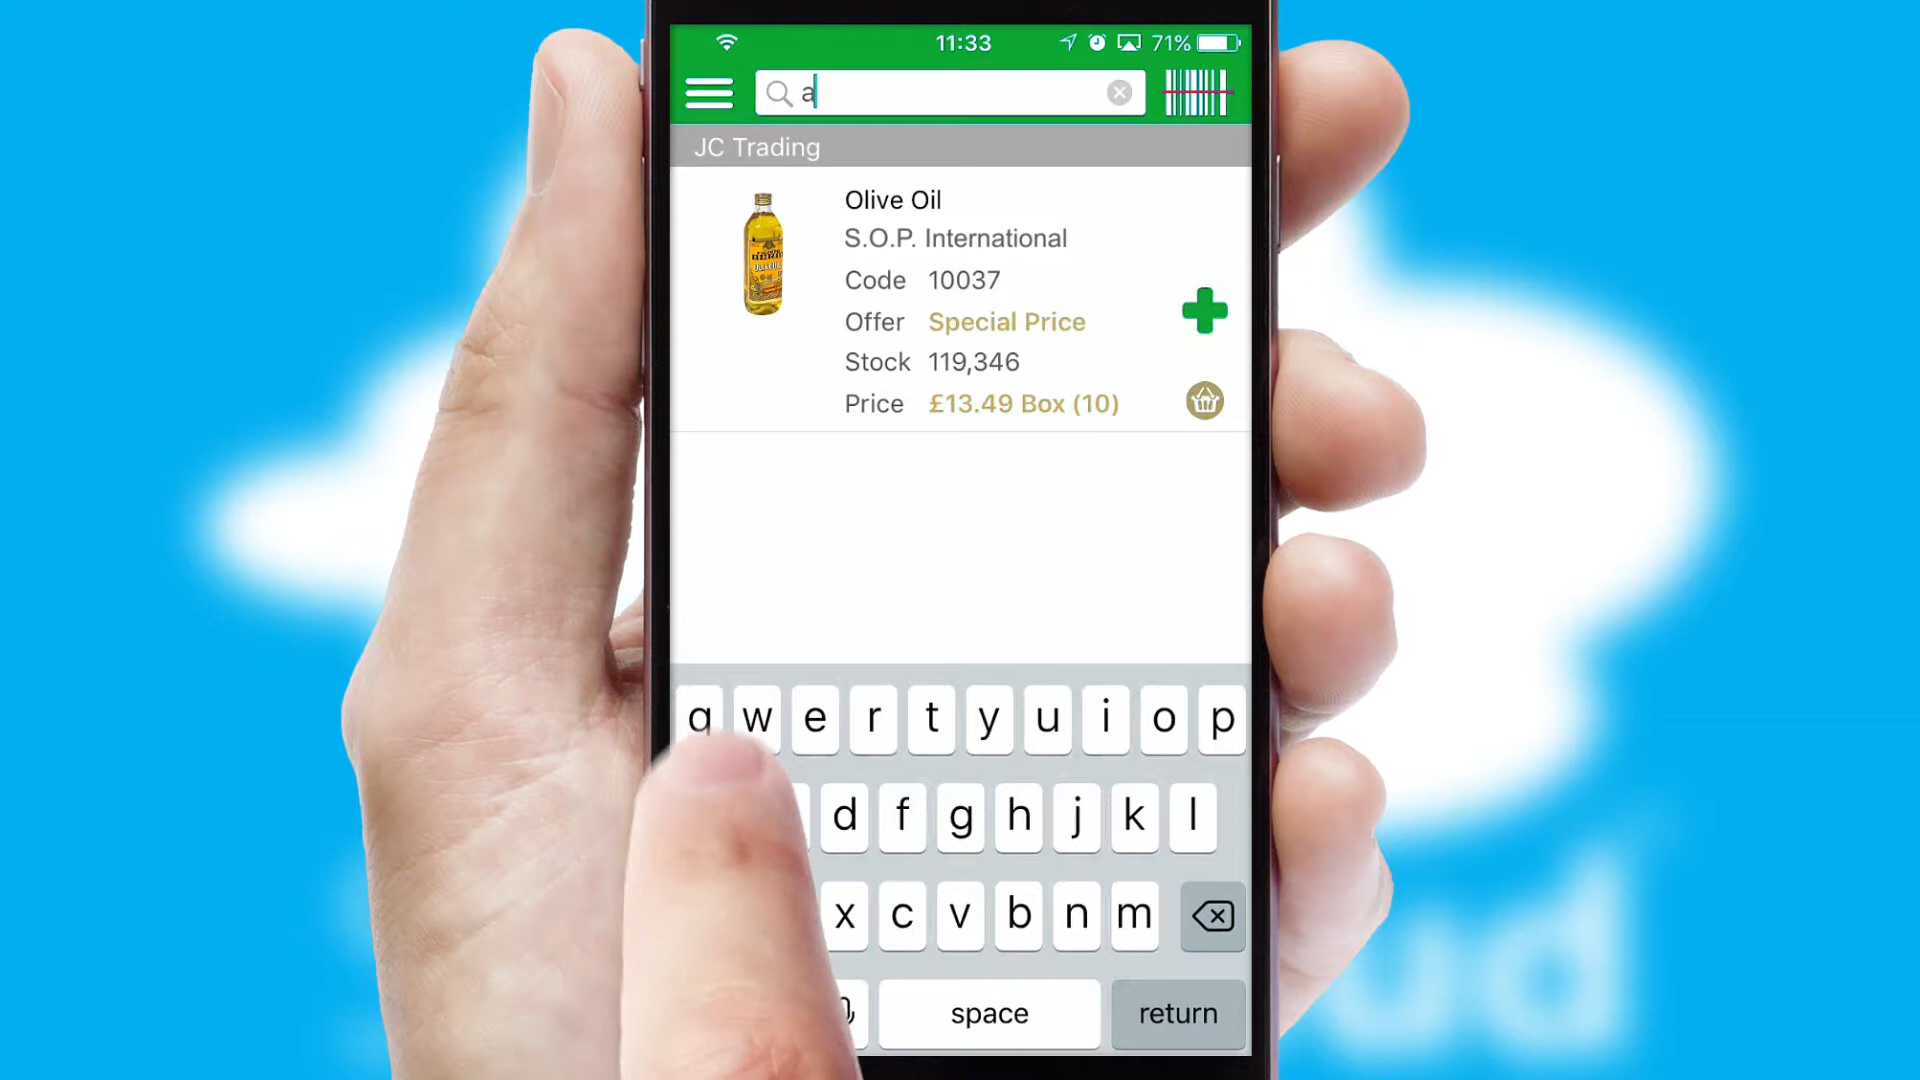 11:33
71%
a
JC Trading
Olive Oil
S.O.P. International
Code 10037
Offer Special Price
Stock 119,346
Price £13.49 Box (10)
q w e r t y u i o p
d f g h j k l
x c v b n m
space return